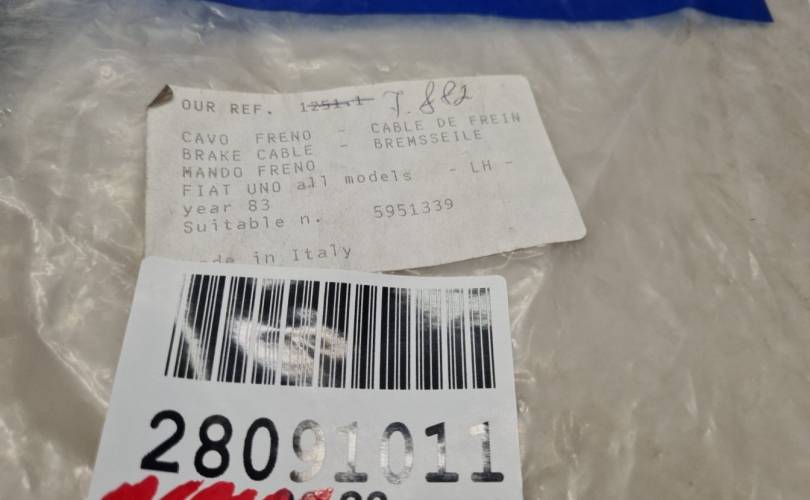 OUR REF. 1251.1 J.882
CAVO FRENO - CABLE DE FREIN
BRAKE CABLE - BREMSSEILE
MANDO FRENO
FIAT UNO all models - LH -
year 83
Suitable n. 5951339
de in Italy
28091011